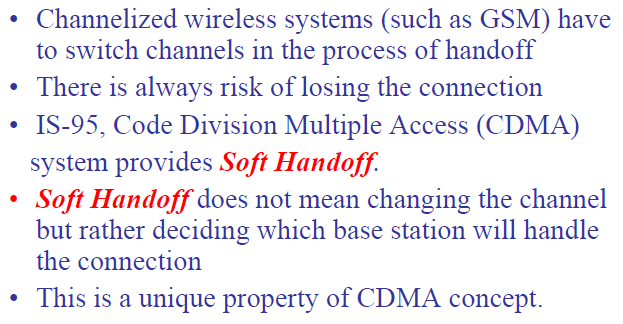 • Channelized wireless systems (such as GSM) have
to switch channels in the process of handoff
• There is always risk of losing the connection
• IS-95, Code Division Multiple Access (CDMA)
system provides Soft Handoff.
• Soft Handoff does not mean changing the channel
but rather deciding which base station will handle
the connection
• This is a unique property of CDMA concept.